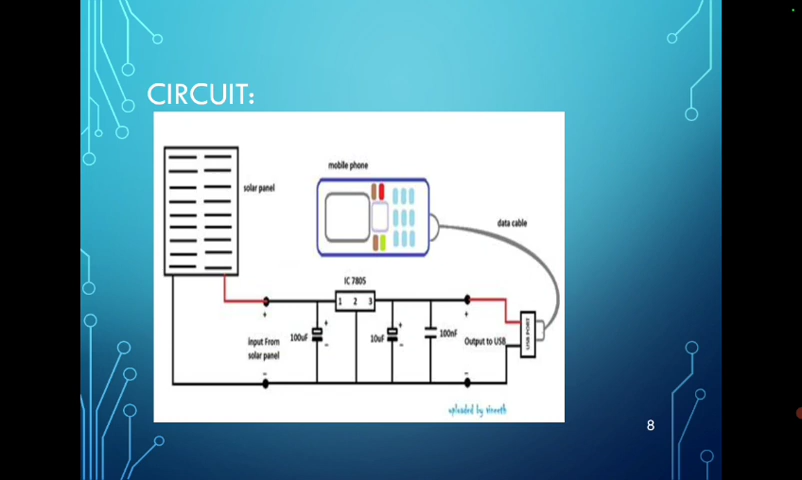 CIRCUIT:
mobile phone
solar panel
data cable
IC 7805
1 2 3
+
+
input From
solar panel
100uF
+
-
10uF
+
-
100nF
Output to USB
USB PORT
-
-
uploaded by vineeth
8